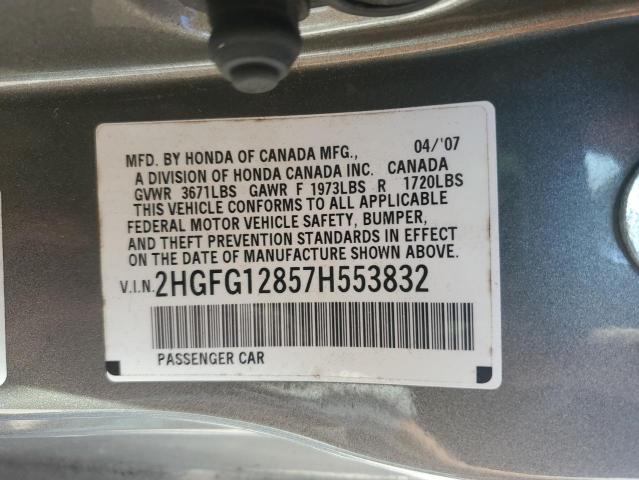 MFD. BY HONDA OF CANADA MFG., 04/'07
A DIVISION OF HONDA CANADA INC. CANADA
GVWR 3671LBS GAWR F 1973LBS R 1720LBS
THIS VEHICLE CONFORMS TO ALL APPLICABLE
FEDERAL MOTOR VEHICLE SAFETY, BUMPER,
AND THEFT PREVENTION STANDARDS IN EFFECT
ON THE DATE OF MANUFACTURE SHOWN ABOVE.
V.I.N. 2HGFG12857H553832
PASSENGER CAR